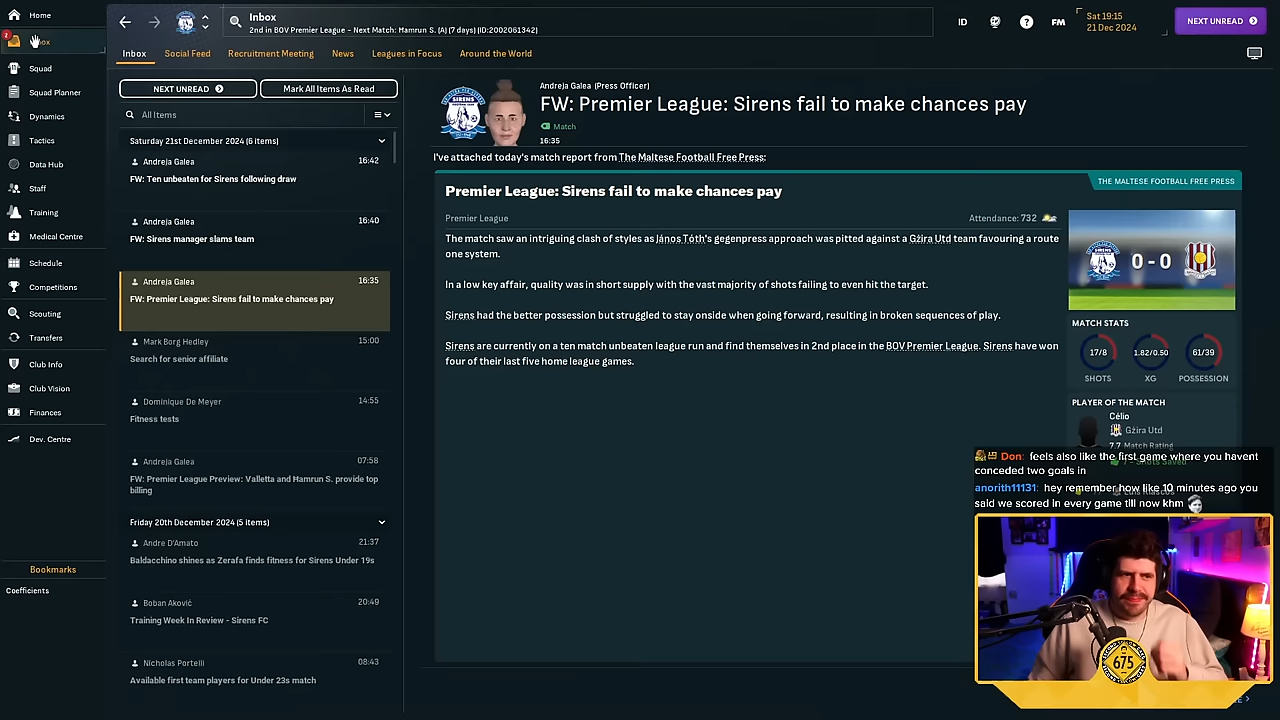 Home
Inbox
2nd in BOV Premier League - Next Match: Hamrun S. (A) (7 days) (ID:2002061342)
ID
FM
Sat 19:15
21 Dec 2024
NEXT UNREAD
2
Squad
Squad Planner
Dynamics
Tactics
Data Hub
Staff
Training
Medical Centre
Schedule
Competitions
Scouting
Transfers
Club Info
Club Vision
Finances
Dev. Centre
Bookmarks
Coefficients
Inbox
Social Feed
Recruitment Meeting
News
Leagues in Focus
Around the World
NEXT UNREAD
Mark All Items As Read
All Items
Saturday 21st December 2024 (6 items)
Andreja Galea
16:42
FW: Ten unbeaten for Sirens following draw
Andreja Galea
16:40
FW: Sirens manager slams team
Andreja Galea
16:35
FW: Premier League: Sirens fail to make chances pay
Mark Borg Hedley
15:00
Search for senior affiliate
Dominique De Meyer
14:55
Fitness tests
Andreja Galea
07:58
FW: Premier League Preview: Valletta and Ħamrun S. provide top
billing
Friday 20th December 2024 (5 items)
Andre D'Amato
21:37
Baldacchino shines as Zerafa finds fitness for Sirens Under 19s
Boban Aković
20:49
Training Week In Review - Sirens FC
Nicholas Portelli
08:43
Available first team players for Under 23s match
Andreja Galea (Press Officer)
FW: Premier League: Sirens fail to make chances pay
Match
16:35
I've attached today's match report from The Maltese Football Free Press:
Premier League: Sirens fail to make chances pay
THE MALTESE FOOTBALL FREE PRESS
Premier League
Attendance: 732
The match saw an intriguing clash of styles as János Tóth's gegenpress approach was pitted against a Gżira Utd team favouring a route
one system.
In a low key affair, quality was in short supply with the vast majority of shots failing to even hit the target.
Sirens had the better possession but struggled to stay onside when going forward, resulting in broken sequences of play.
Sirens are currently on a ten match unbeaten league run and find themselves in 2nd place in the BOV Premier League. Sirens have won
four of their last five home league games.
0 - 0
MATCH STATS
17/8
1.82/0.50
61/39
SHOTS
XG
POSSESSION
PLAYER OF THE MATCH
Célio
Gżira Utd
7.7 Match Rating
Don: feels also like the first game where you havent
conceded two goals in
anorith11131: hey remember how like 10 minutes ago you
said we scored in every game till now khm
675